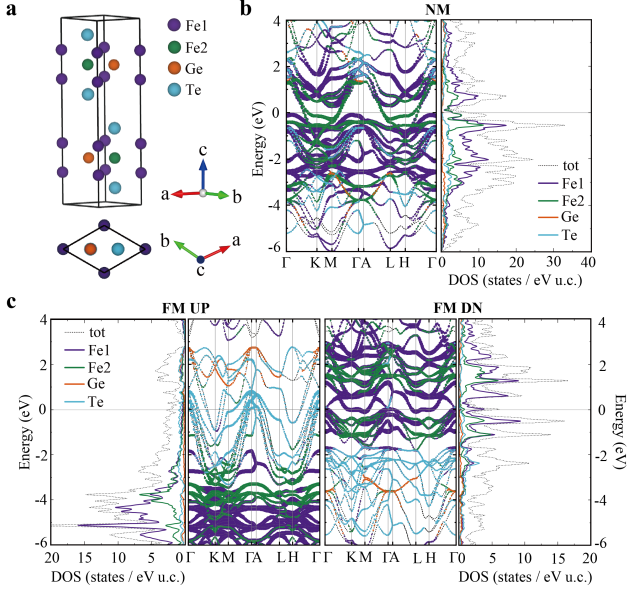 a
Fe1
Fe2
Ge
Te
c
a
b
b
a
c
b
NM
Energy (eV)
4
2
0
-2
-4
-6
Γ K M Γ A L H Γ
tot
Fe1
Fe2
Ge
Te
0 10 20 30 40
DOS (states / eV u.c.)
c
FM UP
FM DN
Energy (eV)
4
2
0
-2
-4
-6
tot
Fe1
Fe2
Ge
Te
20 15 10 5 0
DOS (states / eV u.c.)
Γ K M Γ A L H Γ
Γ K M Γ A L H Γ
0 5 10 15 20
DOS (states / eV u.c.)
4
2
0
-2
-4
-6
Energy (eV)